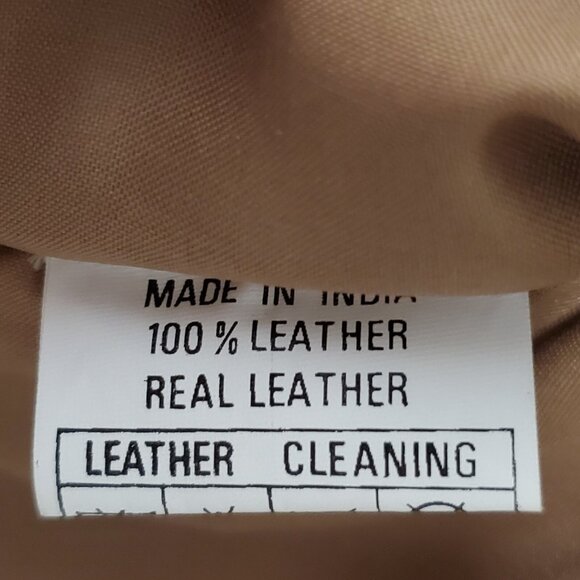 MADE IN INDIA
100 % LEATHER
REAL LEATHER
LEATHER CLEANING